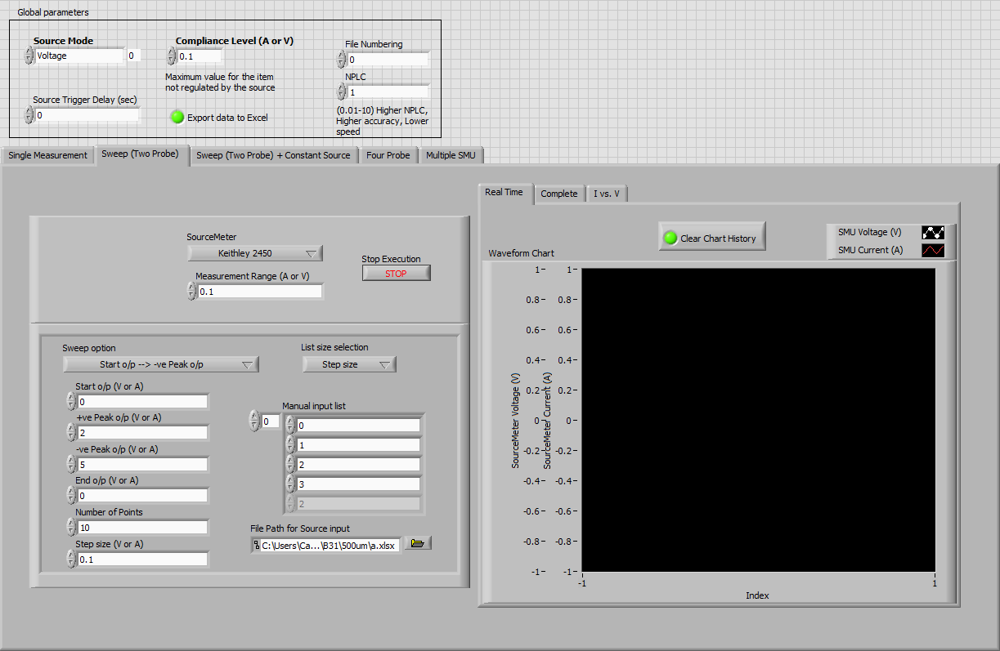 Global parameters
Source Mode
Voltage
0
Compliance Level (A or V)
0.1
Maximum value for the item
not regulated by the source
File Numbering
0
NPLC
1
(0.01-10) Higher NPLC,
Higher accuracy, Lower
speed
Source Trigger Delay (sec)
0
Export data to Excel
Single Measurement
Sweep (Two Probe)
Sweep (Two Probe) + Constant Source
Four Probe
Multiple SMU
SourceMeter
Keithley 2450
Measurement Range (A or V)
0.1
Stop Execution
STOP
Sweep option
Start o/p --> -ve Peak o/p
List size selection
Step size
Start o/p (V or A)
0
+ve Peak o/p (V or A)
2
-ve Peak o/p (V or A)
5
End o/p (V or A)
0
Number of Points
10
Step size (V or A)
0.1
Manual input list
0
0
1
2
3
2
File Path for Source input
C:\Users\Ca...\B31\500um\a.xlsx
Real Time
Complete
I vs. V
Clear Chart History
SMU Voltage (V)
SMU Current (A)
Waveform Chart
SourceMeter Voltage (V)
1
0.8
0.6
0.4
0.2
0
-0.2
-0.4
-0.6
-0.8
-1
SourceMeter Current (A)
1
0.8
0.6
0.4
0.2
0
-0.2
-0.4
-0.6
-0.8
-1
-1
1
Index